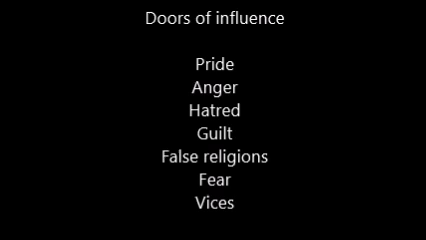 Doors of influence
Pride
Anger
Hatred
Guilt
False religions
Fear
Vices